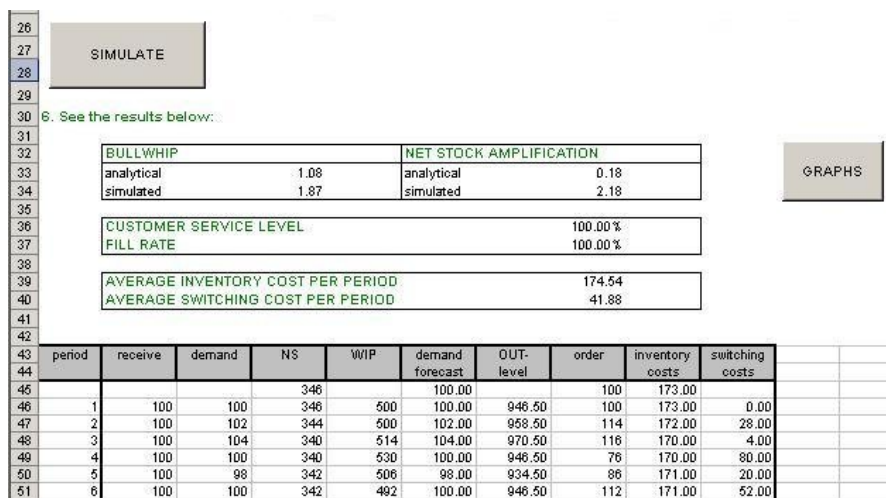 26
27 SIMULATE
28
29
30 6. See the results below:
31
32 BULLWHIP NET STOCK AMPLIFICATION
33 analytical 1.08 analytical 0.18 GRAPHS
34 simulated 1.87 simulated 2.18
35
36 CUSTOMER SERVICE LEVEL 100.00%
37 FILL RATE 100.00%
38
39 AVERAGE INVENTORY COST PER PERIOD 174.54
40 AVERAGE SWITCHING COST PER PERIOD 41.88
41
42
43 period receive demand NS WIP demand OUT- order inventory switching
44 forecast level costs costs
45 346 100.00 100 173.00
46 1 100 100 346 500 100.00 946.50 100 173.00 0.00
47 2 100 102 344 500 102.00 958.50 114 172.00 28.00
48 3 100 104 340 514 104.00 970.50 116 170.00 4.00
49 4 100 100 340 530 100.00 946.50 76 170.00 80.00
50 5 100 98 342 506 98.00 934.50 86 171.00 20.00
51 6 100 100 342 492 100.00 946.50 112 171.00 52.00